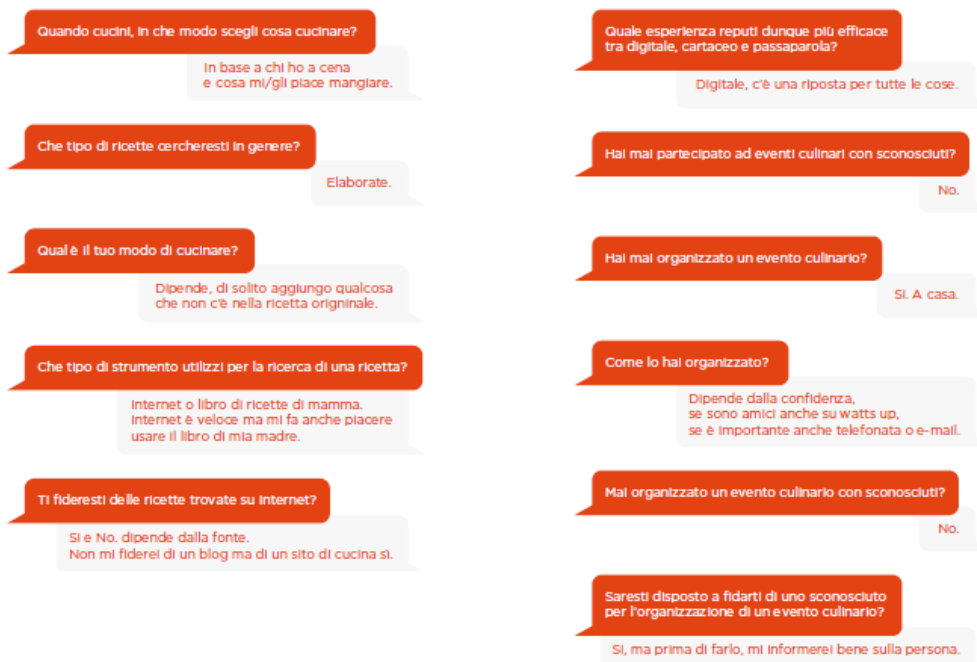 Quando cucini, in che modo scegli cosa cucinare?
In base a chi ho a cena
e cosa mi/gli piace mangiare.
Che tipo di ricette cercheresti in genere?
Elaborate.
Qual è il tuo modo di cucinare?
Dipende, di solito aggiungo qualcosa
che non c'è nella ricetta origninale.
Che tipo di strumento utilizzi per la ricerca di una ricetta?
Internet o libro di ricette di mamma.
Internet è veloce ma mi fa anche piacere
usare il libro di mia madre.
Ti fideresti delle ricette trovate su internet?
Si e No. dipende dalla fonte.
Non mi fiderei di un blog ma di un sito di cucina sì.
Quale esperienza reputi dunque più efficace
tra digitale, cartaceo e passaparola?
Digitale, c'è una riposta per tutte le cose.
Hai mai partecipato ad eventi culinari con sconosciuti?
No.
Hai mai organizzato un evento culinario?
Si. A casa.
Come lo hai organizzato?
Dipende dalla confidenza,
se sono amici anche su watts up,
se è importante anche telefonata o e-mail.
Mai organizzato un evento culinario con sconosciuti?
No.
Saresti disposto a fidarti di uno sconosciuto
per l'organizzazione di un evento culinario?
Si, ma prima di farlo, mi informerei bene sulla persona.